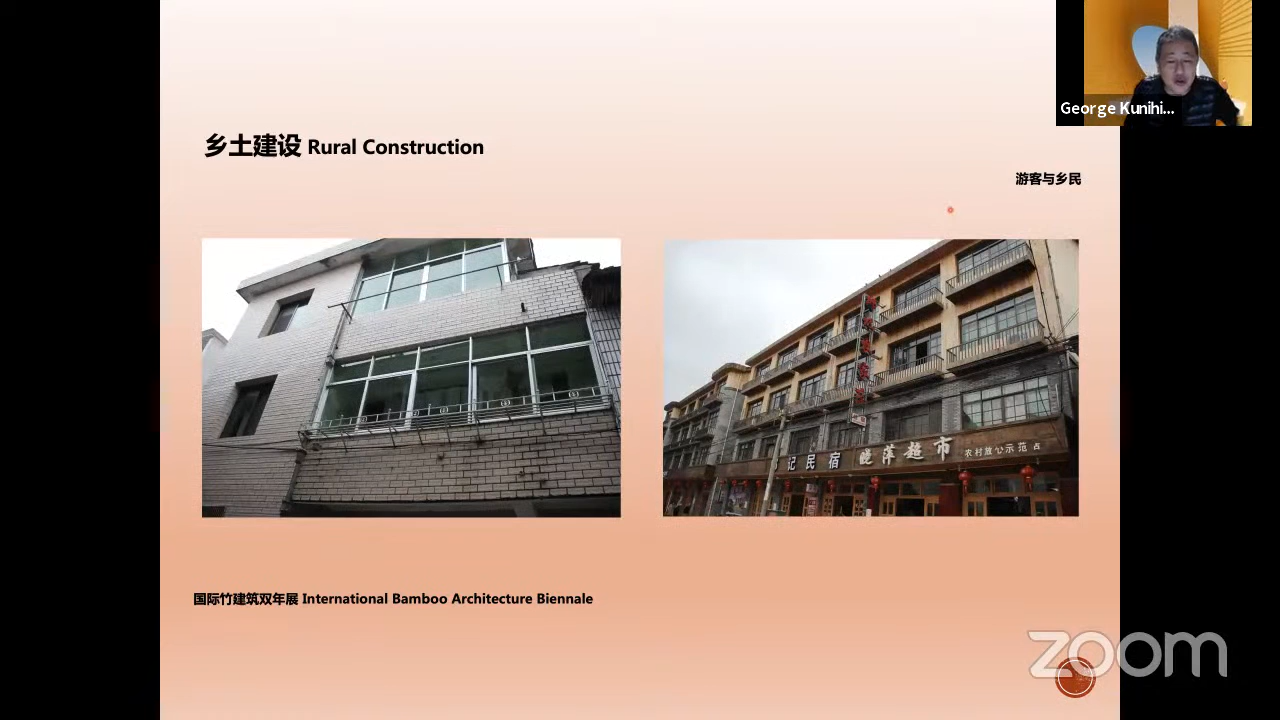 George Kunihi...
乡土建设 Rural Construction
游客与乡民
记民宿 晓萍超市 农村放心示范店
国际竹建筑双年展 International Bamboo Architecture Biennale
zoom